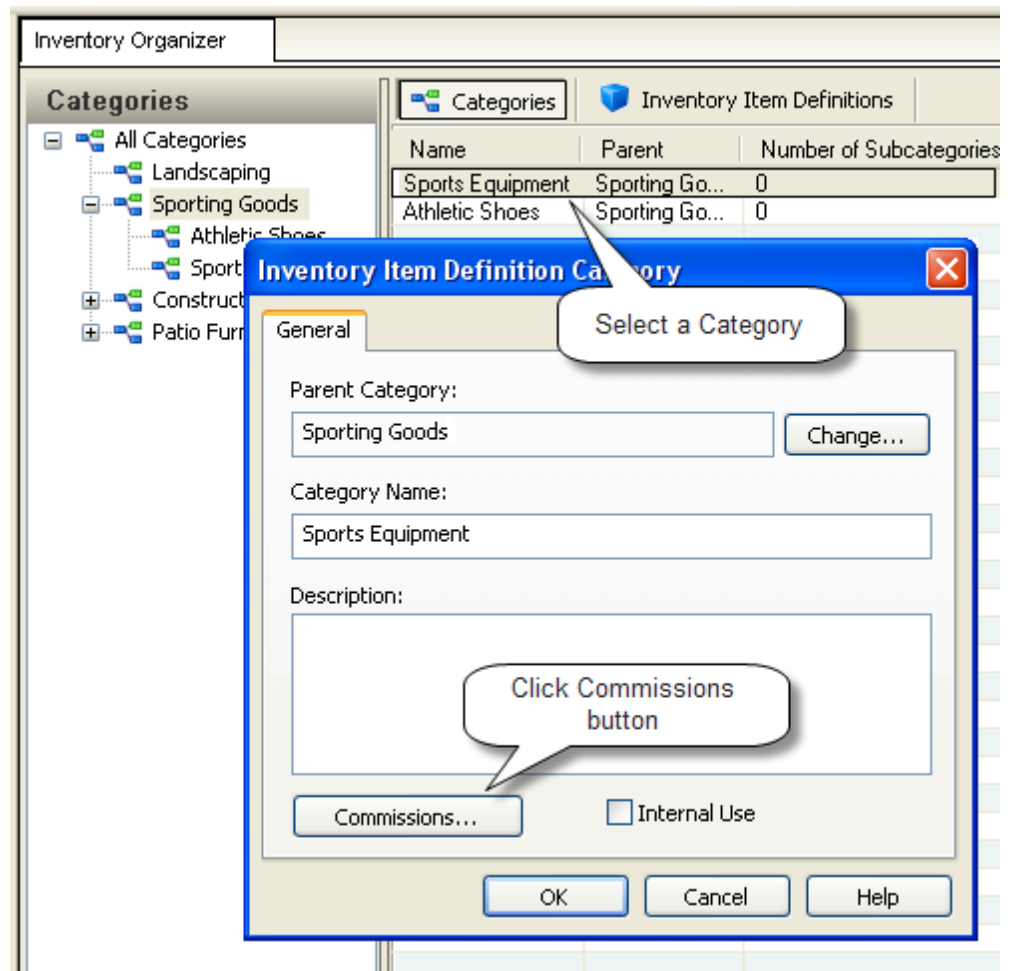 Inventory Organizer
Categories
All Categories
Landscaping
Sporting Goods
Athletic Shoes
Sport
Construct
Patio Furr
Categories
Inventory Item Definitions
Name Parent Number of Subcategories
Sports Equipment Sporting Go... 0
Athletic Shoes Sporting Go... 0
Inventory Item Definition Category
Select a Category
General
Parent Category:
Sporting Goods
Change...
Category Name:
Sports Equipment
Description:
Click Commissions
button
Commissions...
Internal Use
OK Cancel Help